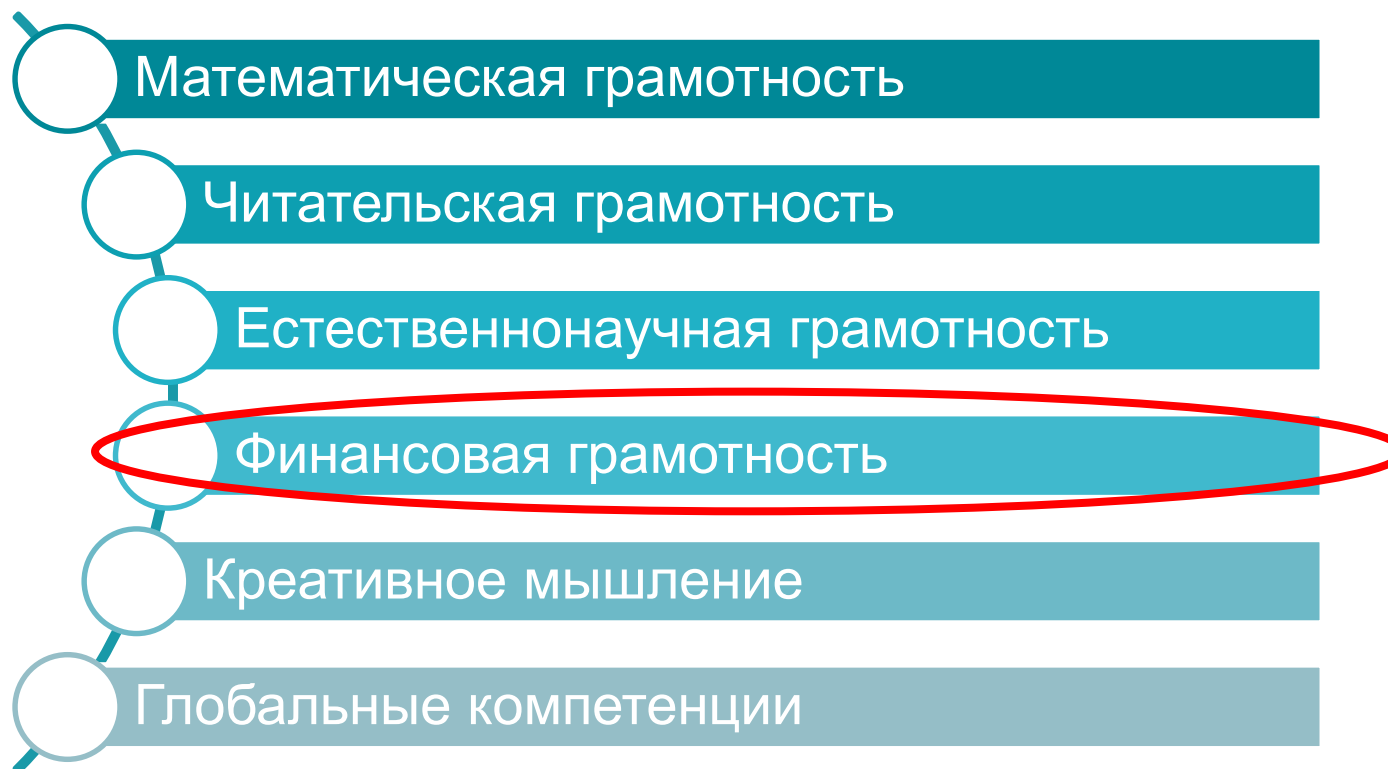 Математическая грамотность
Читательская грамотность
Естественнонаучная грамотность
Финансовая грамотность
Креативное мышление
Глобальные компетенции